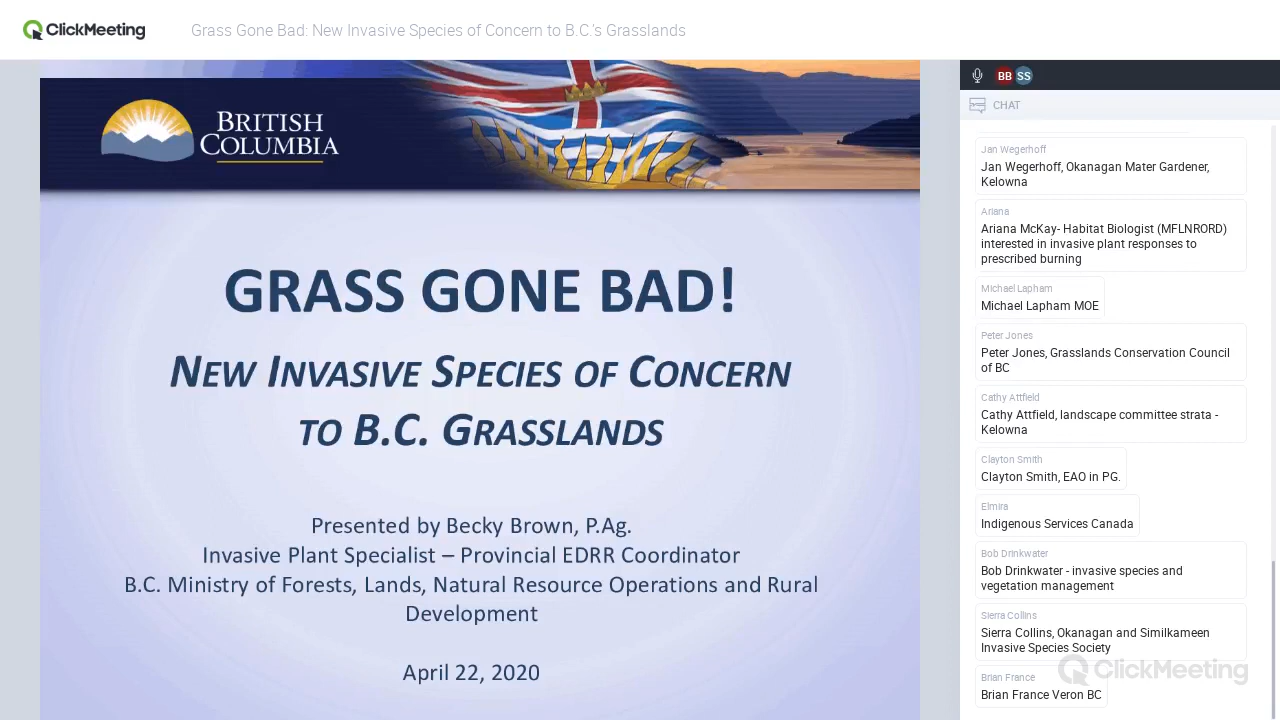 ClickMeeting
Grass Gone Bad: New Invasive Species of Concern to B.C.'s Grasslands
BRITISH
COLUMBIA
GRASS GONE BAD!
NEW INVASIVE SPECIES OF CONCERN
TO B.C. GRASSLANDS
Presented by Becky Brown, P.Ag.
Invasive Plant Specialist – Provincial EDRR Coordinator
B.C. Ministry of Forests, Lands, Natural Resource Operations and Rural
Development
April 22, 2020
BB SS
CHAT
Jan Wegerhoff
Jan Wegerhoff, Okanagan Mater Gardener,
Kelowna
Ariana
Ariana McKay- Habitat Biologist (MFLNRORD)
interested in invasive plant responses to
prescribed burning
Michael Lapham
Michael Lapham MOE
Peter Jones
Peter Jones, Grasslands Conservation Council
of BC
Cathy Attfield
Cathy Attfield, landscape committee strata -
Kelowna
Clayton Smith
Clayton Smith, EAO in PG.
Elmira
Indigenous Services Canada
Bob Drinkwater
Bob Drinkwater - invasive species and
vegetation management
Sierra Collins
Sierra Collins, Okanagan and Similkameen
Invasive Species Society
Brian France
Brian France Veron BC
ClickMeeting